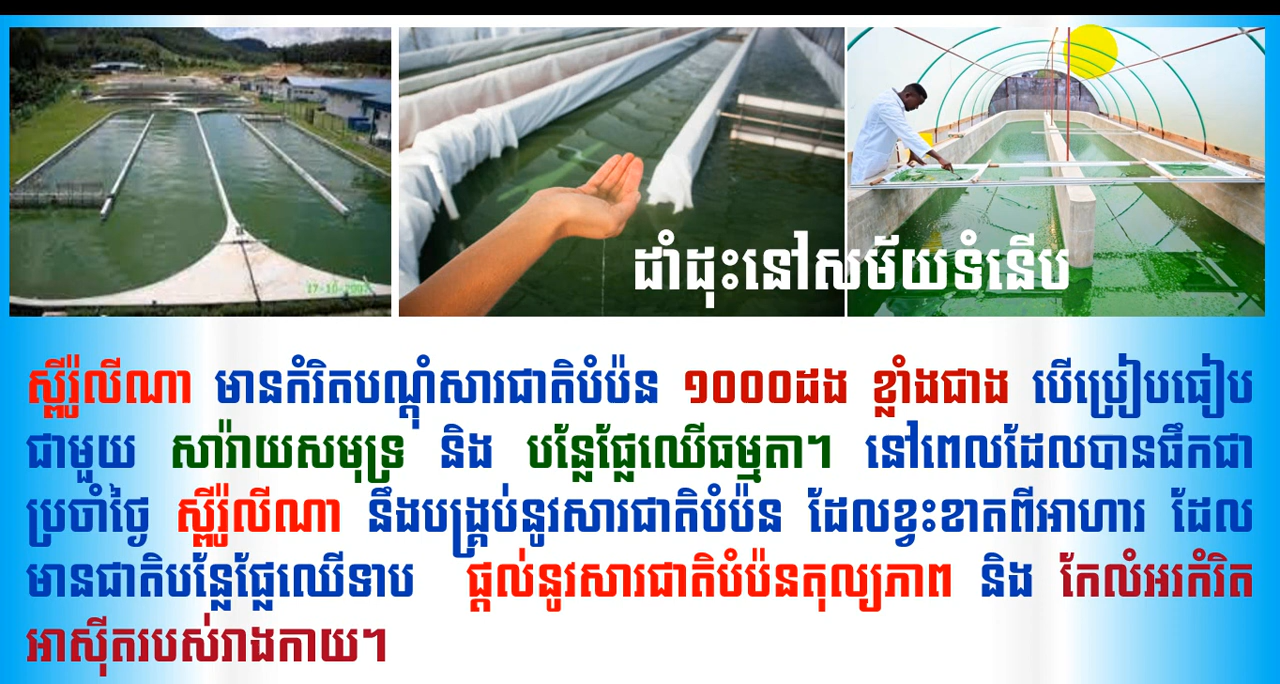 17-10-2007
ដាំដុះនៅសម័យទំនើប
ស្ពីរ៉ូលីណា មានកំរិតបណ្តុំសារជាតិបំប៉ន ១០០០ដង ខ្លាំងជាង បើប្រៀបធៀប
ជាមួយ សារ៉ាយសមុទ្រ និង បន្លែផ្លែឈើធម្មតា។ នៅពេលដែលបានផឹកជា
ប្រចាំថ្ងៃ ស្ពីរ៉ូលីណា នឹងបង្គ្រប់នូវសារជាតិបំប៉ន ដែលខ្វះខាតពីអាហារ ដែល
មានជាតិបន្លែផ្លែឈើទាប ផ្តល់នូវសារជាតិបំប៉នតុល្យភាព និង កែលំអរកំរិត
អាស៊ីតរបស់រាងកាយ។